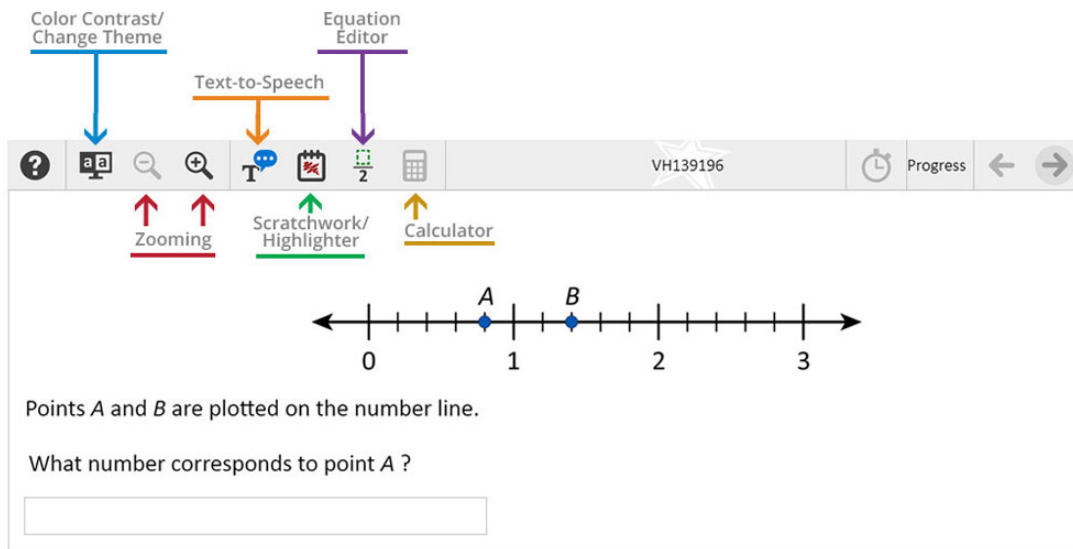 Color Contrast/
Change Theme
Equation
Editor
Text-to-Speech
?
a a
T
2
VH139196
Progress
Zooming
Scratchwork/
Highlighter
Calculator
A
B
0
1
2
3
Points A and B are plotted on the number line.
What number corresponds to point A ?